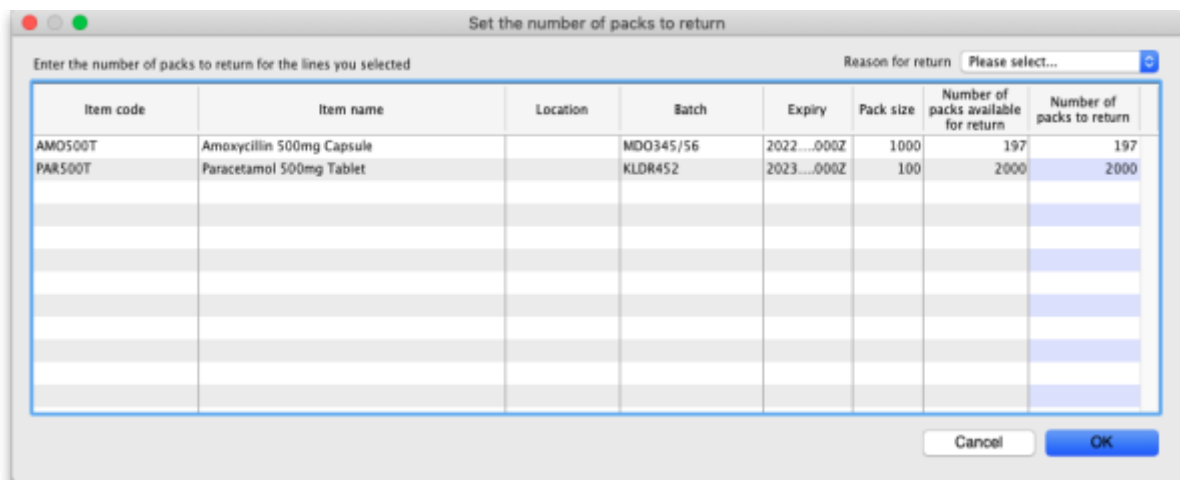 Set the number of packs to return
Enter the number of packs to return for the lines you selected
Reason for return Please select...
Item code Item name Location Batch Expiry Pack size Number of packs available for return Number of packs to return
AMO500T Amoxycillin 500mg Capsule MDO345/56 2022....000Z 1000 197 197
PAR500T Paracetamol 500mg Tablet KLDR452 2023....000Z 100 2000 2000
Cancel OK